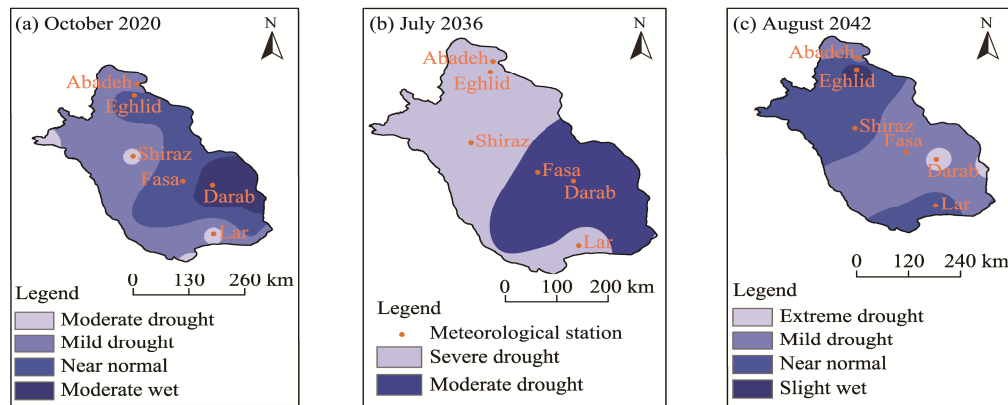 (a) October 2020
N
Abadeh
Eghlid
Shiraz
Fasa
Darab
Lar
0 130 260 km
Legend
Moderate drought
Mild drought
Near normal
Moderate wet
(b) July 2036
N
Abadeh
Eghlid
Shiraz
Fasa
Darab
Lar
0 100 200 km
Legend
Meteorological station
Severe drought
Moderate drought
(c) August 2042
N
Abadeh
Eghlid
Shiraz
Fasa
Darab
Lar
0 120 240 km
Legend
Extreme drought
Mild drought
Near normal
Slight wet